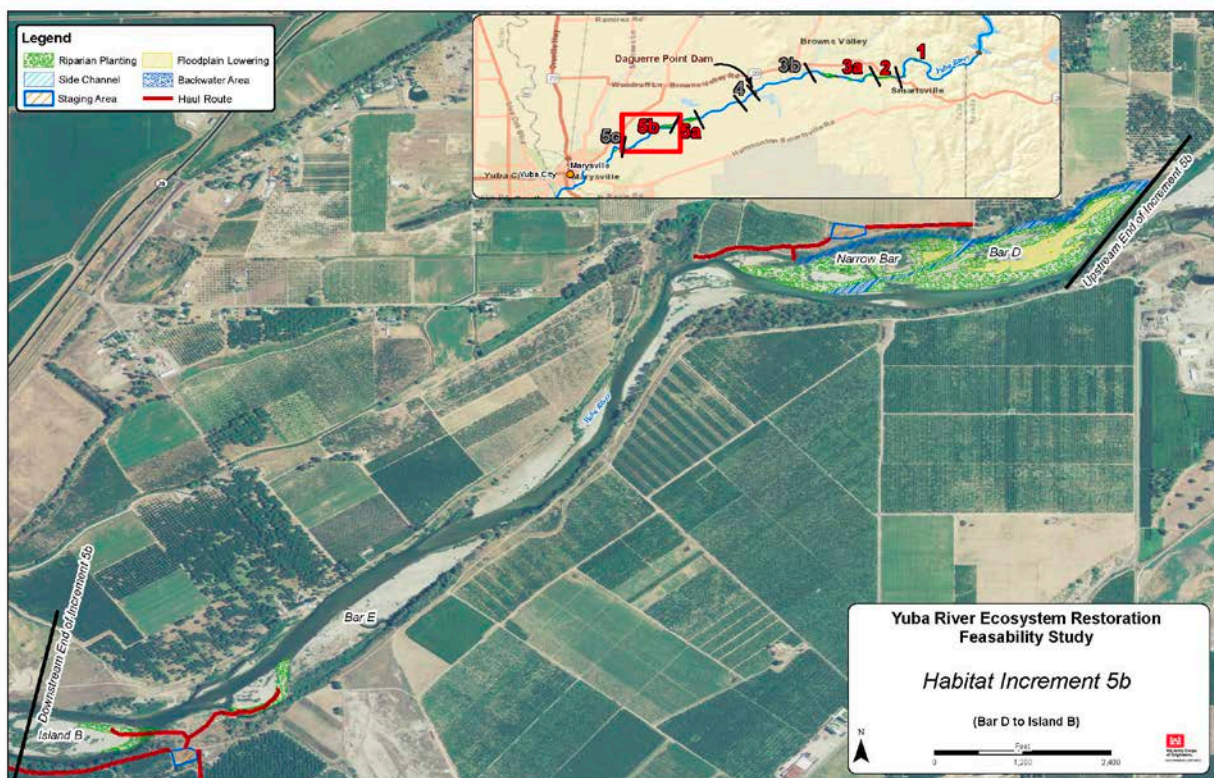 Legend
Riparian Planting
Floodplain Lowering
Side Channel
Backwater Area
Staging Area
Haul Route
Browns Valley
Daguerre Point Dam
1
2
3a
3b
4
5a
5b
5c
Yuba River
Smartsville
Marysville
Yuba City
Marysville
70
20
Upstream End of Increment 5b
Narrow Bar
Bar D
Yuba River
Bar E
Downstream End of Increment 5b
Island B
Yuba River Ecosystem Restoration
Feasability Study
Habitat Increment 5b
(Bar D to Island B)
N
Feet
0 1,200 2,400